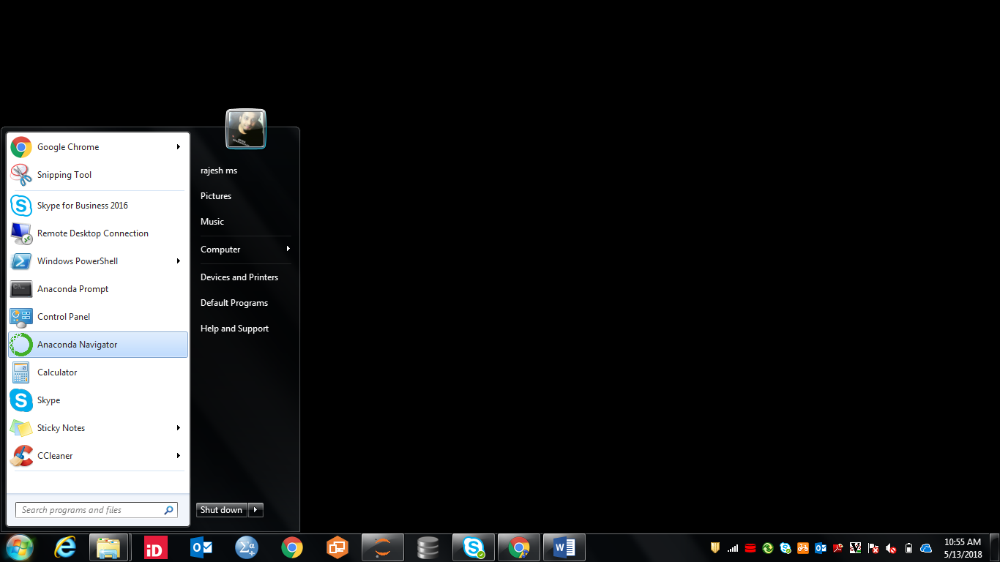 Google Chrome
Snipping Tool
Skype for Business 2016
Remote Desktop Connection
Windows PowerShell
Anaconda Prompt
Control Panel
Anaconda Navigator
Calculator
Skype
Sticky Notes
CCleaner
Search programs and files
rajesh ms
Pictures
Music
Computer
Devices and Printers
Default Programs
Help and Support
Shut down
10:55 AM
5/13/2018